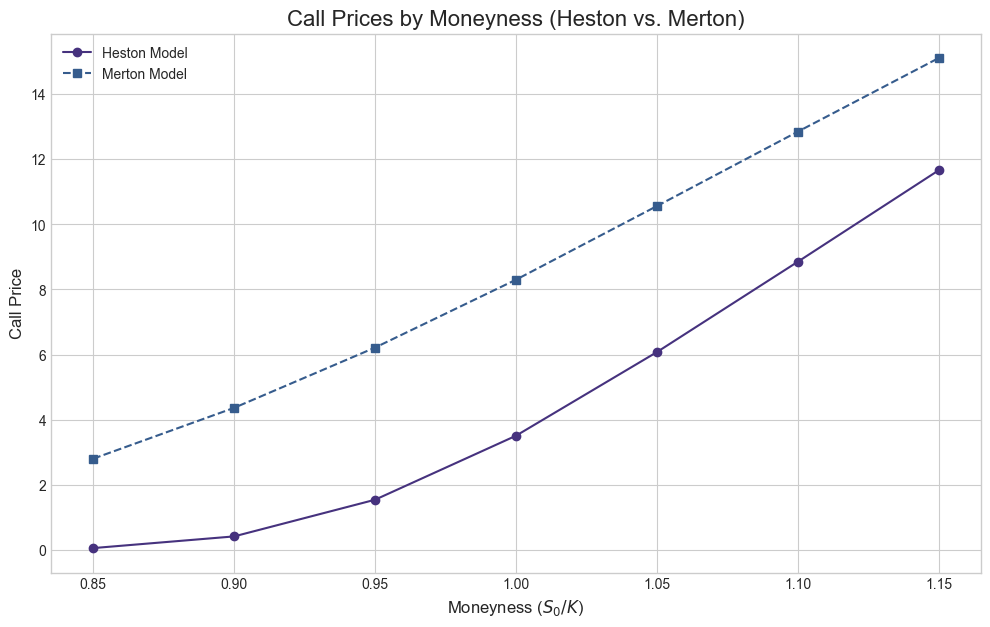 Call Prices by Moneyness (Heston vs. Merton)
Heston Model
Merton Model
Call Price
14
12
10
8
6
4
2
0
0.85 0.90 0.95 1.00 1.05 1.10 1.15
Moneyness (S₀/K)